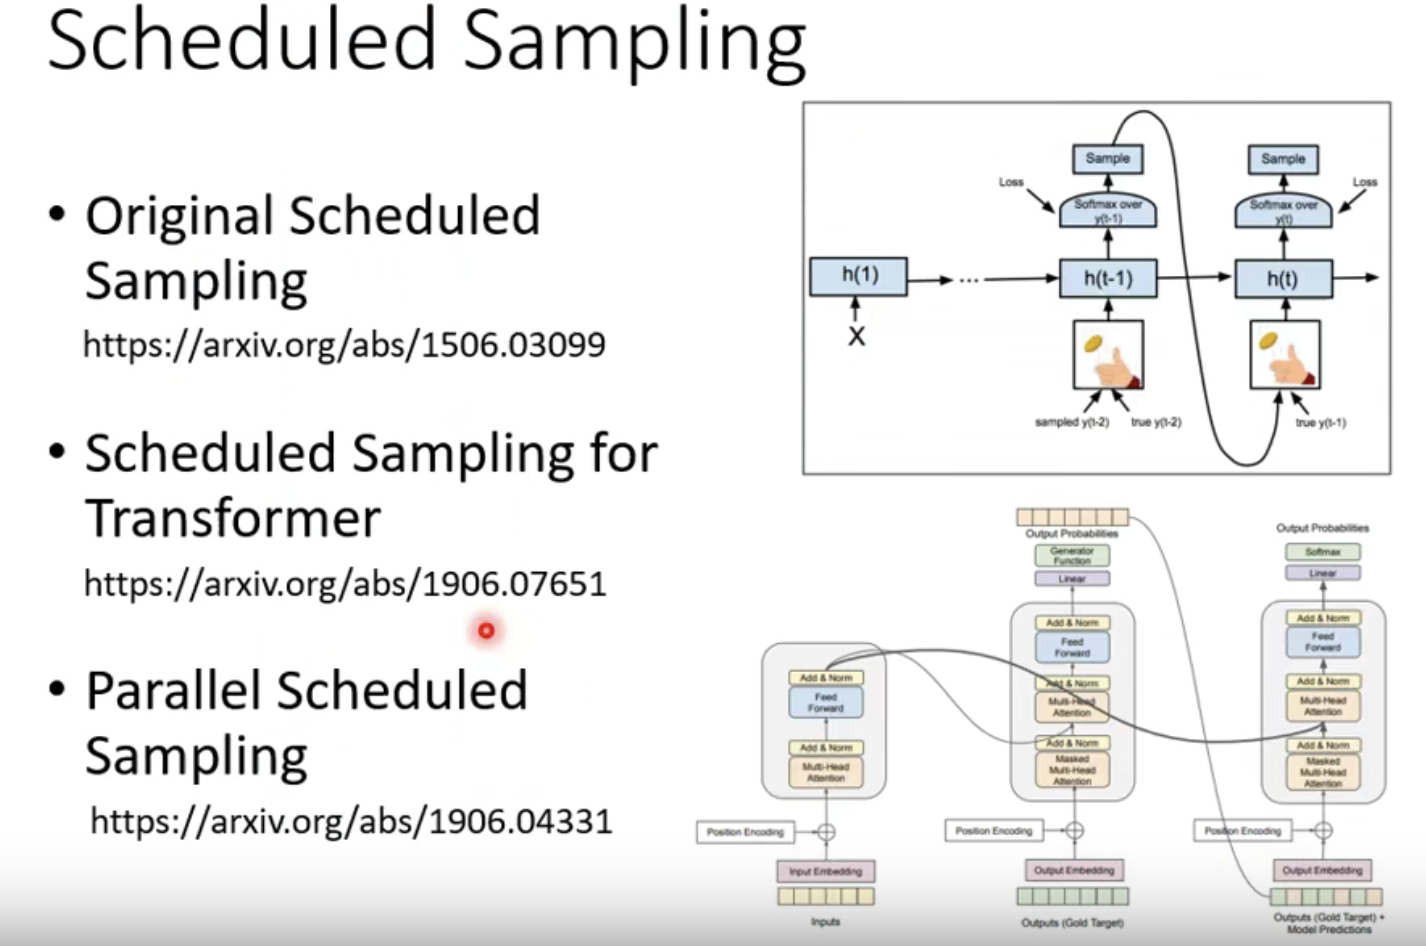 Scheduled Sampling
• Original Scheduled
Sampling
https://arxiv.org/abs/1506.03099
• Scheduled Sampling for
Transformer
https://arxiv.org/abs/1906.07651
• Parallel Scheduled
Sampling
https://arxiv.org/abs/1906.04331
Sample
Sample
Loss
Loss
Softmax over
y(t-1)
Softmax over
y(t)
h(1)
...
h(t-1)
h(t)
X
sampled y(t-2)
true y(t-2)
true y(t-1)
Output Probabilities
Generator
Function
Linear
Add & Norm
Feed
Forward
Add & Norm
Multi-Head
Attention
Add & Norm
Masked
Multi-Head
Attention
Position Encoding
Output Embedding
Outputs (Gold Target)
Output Probabilities
Softmax
Linear
Add & Norm
Feed
Forward
Add & Norm
Multi-Head
Attention
Add & Norm
Masked
Multi-Head
Attention
Position Encoding
Output Embedding
Outputs (Gold Target) +
Model Predictions
Add & Norm
Feed
Forward
Add & Norm
Multi-Head
Attention
Position Encoding
Input Embedding
Inputs